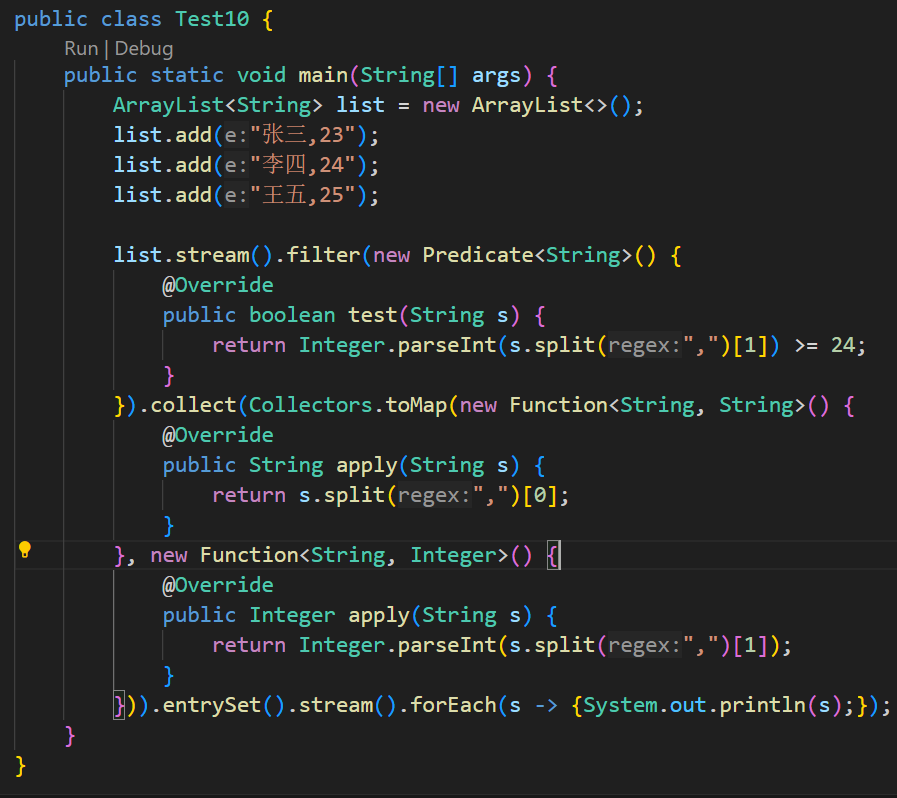 public class Test10 {
Run | Debug
public static void main(String[] args) {
ArrayList<String> list = new ArrayList<>();
list.add(e:"张三,23");
list.add(e:"李四,24");
list.add(e:"王五,25");
list.stream().filter(new Predicate<String>() {
@Override
public boolean test(String s) {
return Integer.parseInt(s.split(regex:",")[1]) >= 24;
}
}).collect(Collectors.toMap(new Function<String, String>() {
@Override
public String apply(String s) {
return s.split(regex:",")[0];
}
}, new Function<String, Integer>() {
@Override
public Integer apply(String s) {
return Integer.parseInt(s.split(regex:",")[1]);
}
})).entrySet().stream().forEach(s -> {System.out.println(s);});
}
}